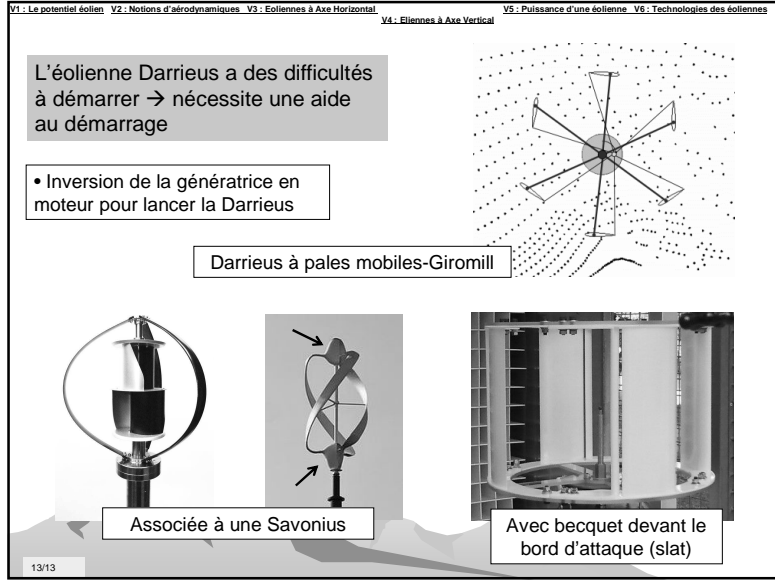 V1 : Le potentiel éolien V2 : Notions d'aérodynamiques V3 : Eoliennes à Axe Horizontal
V4 : Eliennes à Axe Vertical
V5 : Puissance d'une éolienne V6 : Technologies des éoliennes
L'éolienne Darrieus a des difficultés
à démarrer → nécessite une aide
au démarrage
• Inversion de la génératrice en
moteur pour lancer la Darrieus
Darrieus à pales mobiles-Giromill
Associée à une Savonius
Avec becquet devant le
bord d'attaque (slat)
13/13